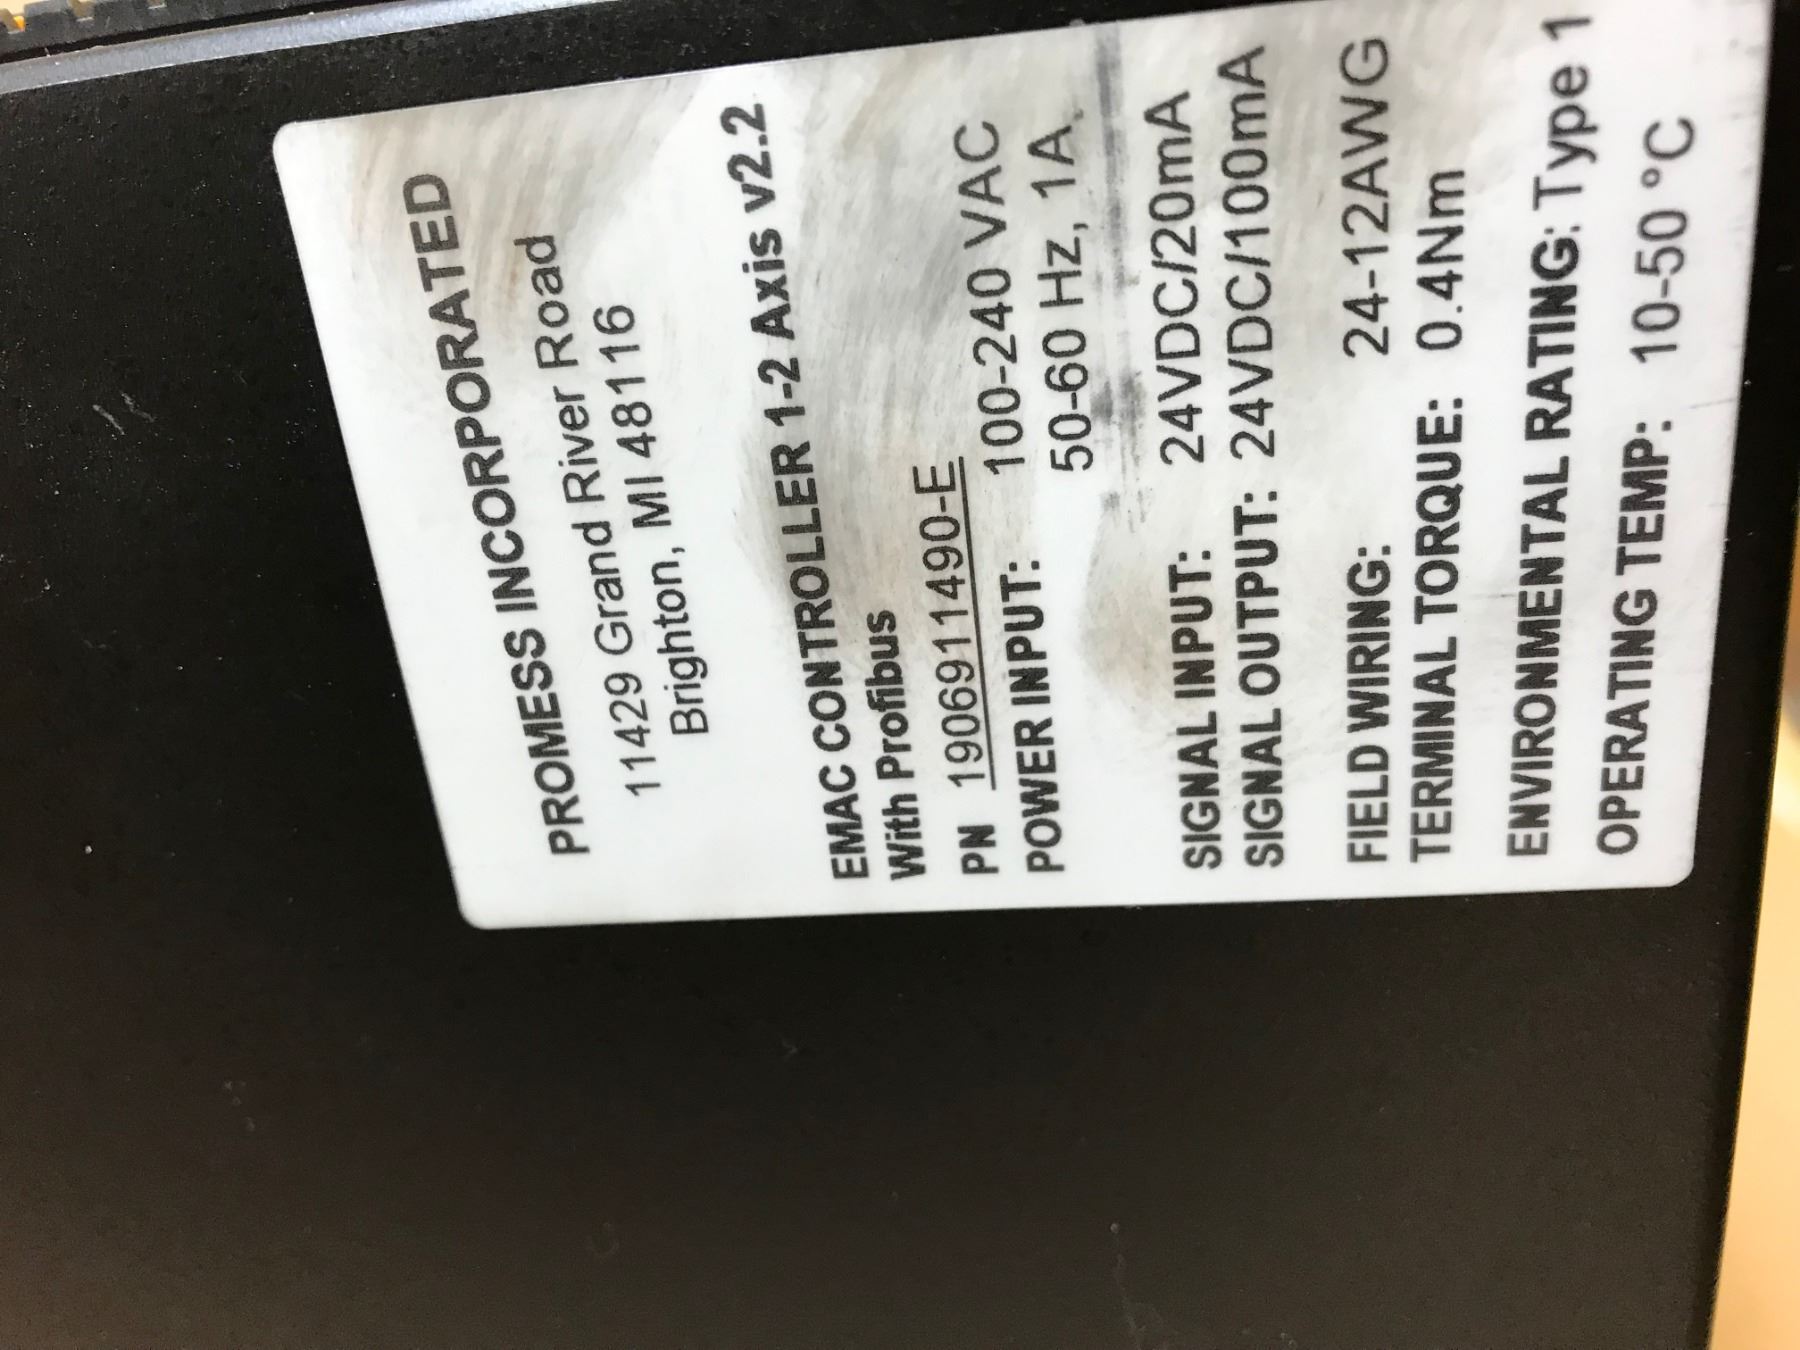 PROMESS INCORPORATED
11429 Grand River Road
Brighton, MI 48116
EMAC CONTROLLER 1-2 Axis v2.2
With Profibus
PN 1906911490-E
POWER INPUT: 100-240 VAC
50-60 Hz, 1A
SIGNAL INPUT: 24VDC/20mA
SIGNAL OUTPUT: 24VDC/100mA
FIELD WIRING: 24-12AWG
TERMINAL TORQUE: 0.4Nm
ENVIRONMENTAL RATING: Type 1
OPERATING TEMP: 10-50 °C